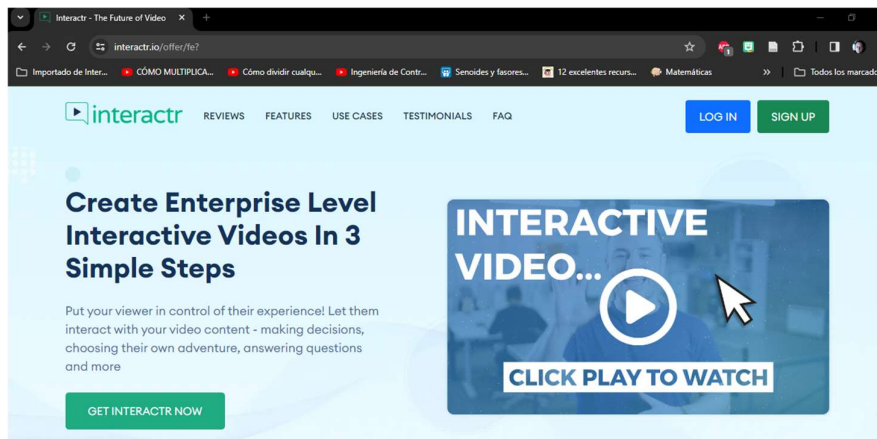 Interactr - The Future of Video
interactr.io/offer/fe?
Importado de Inter... CÓMO MULTIPLICA... Cómo dividir cualqu... Ingeniería de Contr... Senoides y fasores... 12 excelentes recurs... Matemáticas » Todos los marcado
interactr REVIEWS FEATURES USE CASES TESTIMONIALS FAQ LOG IN SIGN UP
Create Enterprise Level
Interactive Videos In 3
Simple Steps
Put your viewer in control of their experience! Let them
interact with your video content - making decisions,
choosing their own adventure, answering questions
and more
GET INTERACTR NOW
INTERACTIVE
VIDEO...
CLICK PLAY TO WATCH